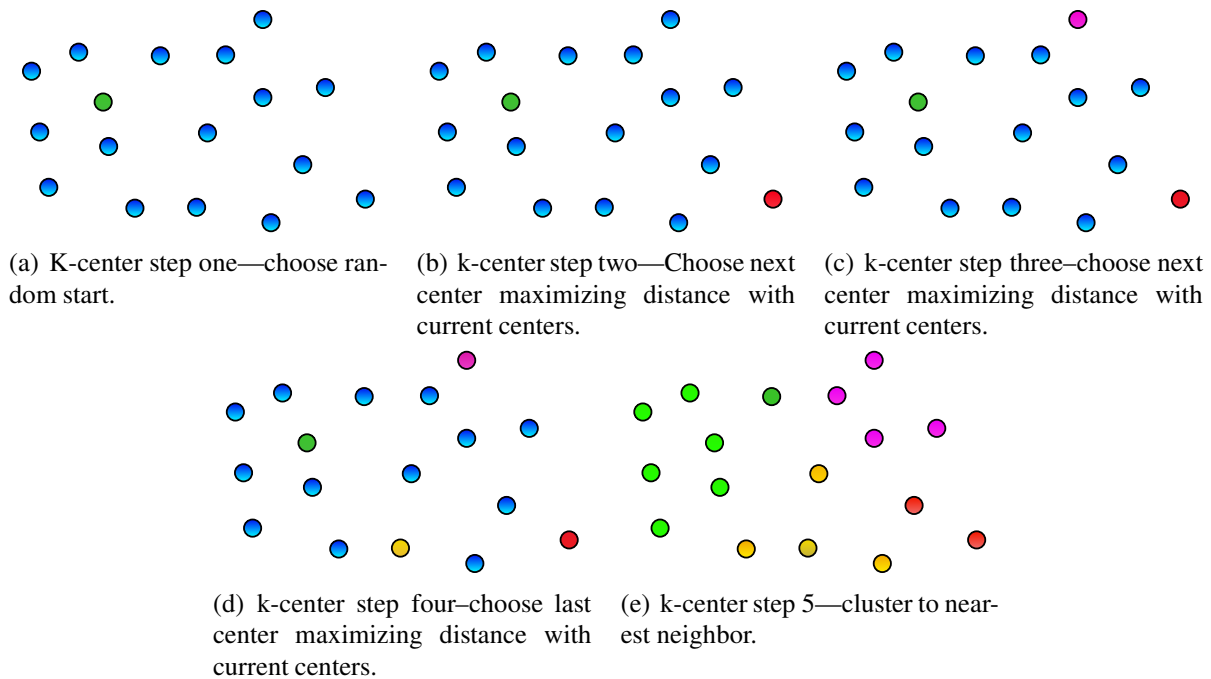 (a) K-center step one—choose ran-
dom start.
(b) k-center step two—Choose next
center maximizing distance with
current centers.
(c) k-center step three–choose next
center maximizing distance with
current centers.
(d) k-center step four–choose last
center maximizing distance with
current centers.
(e) k-center step 5—cluster to near-
est neighbor.